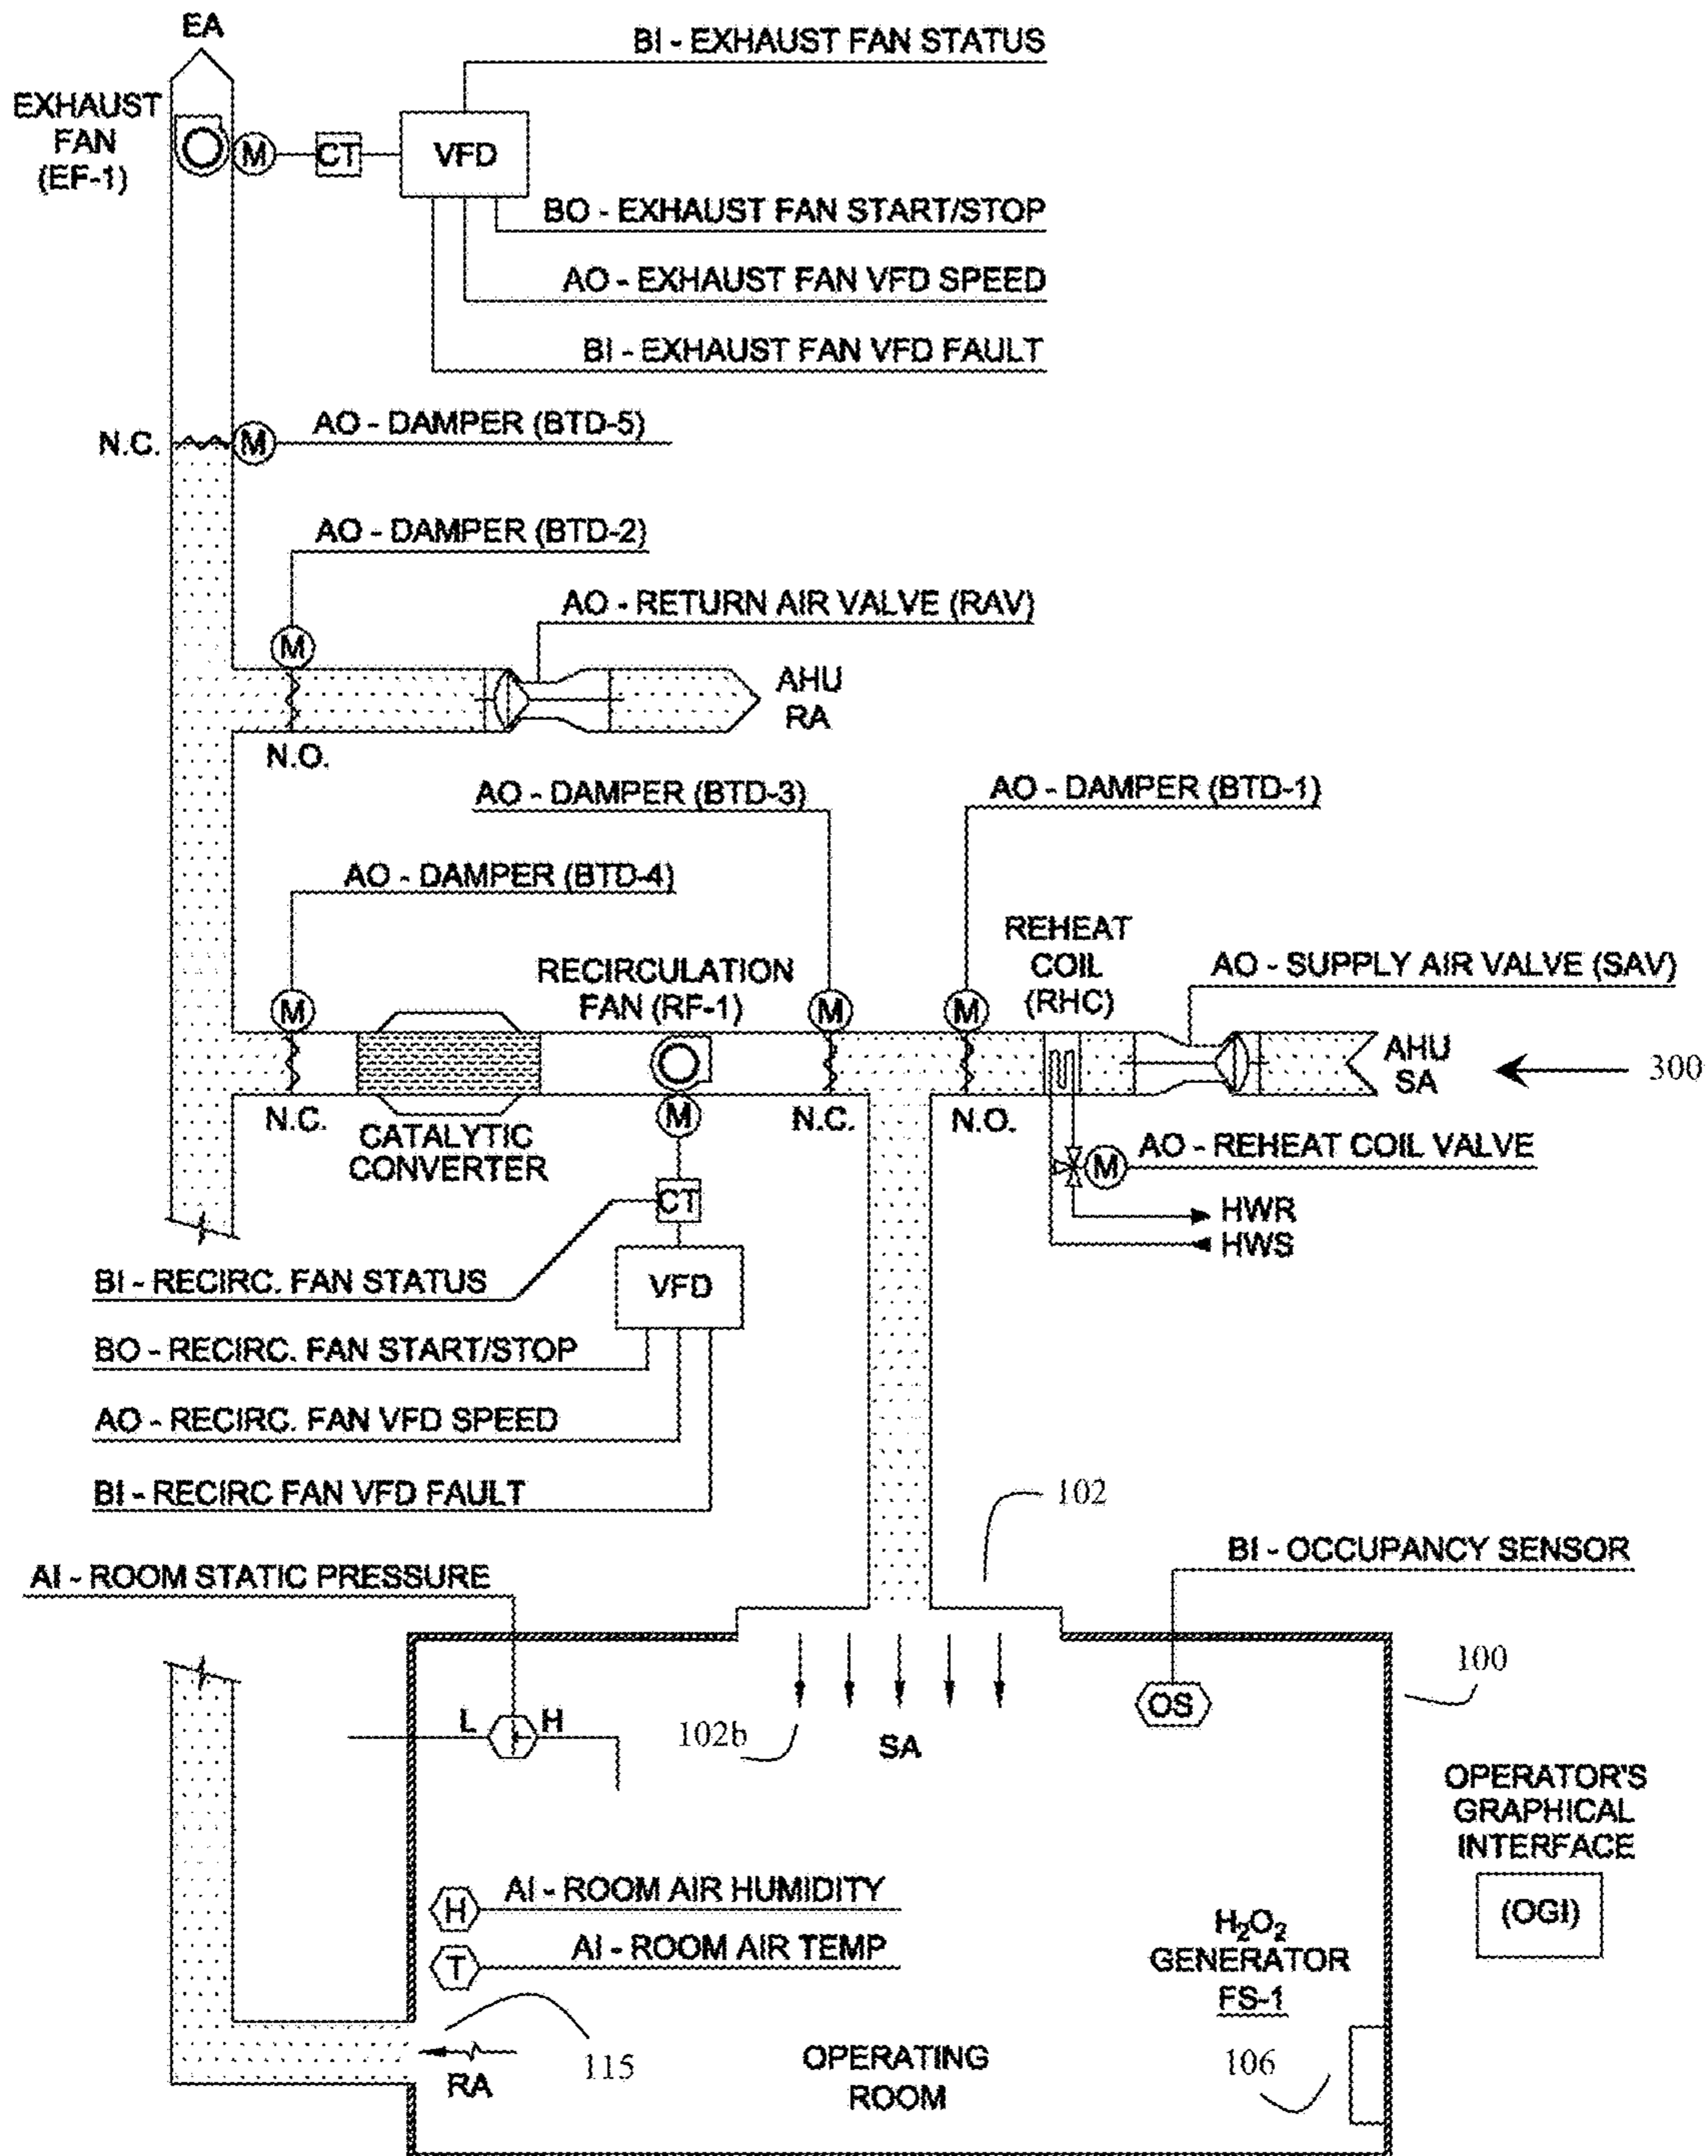 EA
BI - EXHAUST FAN STATUS
EXHAUST
FAN
(EF-1)
M
CT
VFD
BO - EXHAUST FAN START/STOP
AO - EXHAUST FAN VFD SPEED
BI - EXHAUST FAN VFD FAULT
N.C.
M
AO - DAMPER (BTD-5)
AO - DAMPER (BTD-2)
AO - RETURN AIR VALVE (RAV)
M
AHU
RA
N.O.
AO - DAMPER (BTD-3)
AO - DAMPER (BTD-1)
AO - DAMPER (BTD-4)
REHEAT
COIL
(RHC)
RECIRCULATION
FAN (RF-1)
AO - SUPPLY AIR VALVE (SAV)
M
M
M
AHU
SA
300
N.C.
CATALYTIC
CONVERTER
M
N.C.
N.O.
M
AO - REHEAT COIL VALVE
CT
HWR
HWS
BI - RECIRC. FAN STATUS
VFD
BO - RECIRC. FAN START/STOP
AO - RECIRC. FAN VFD SPEED
BI - RECIRC FAN VFD FAULT
102
BI - OCCUPANCY SENSOR
AI - ROOM STATIC PRESSURE
100
L
H
102b
SA
OS
OPERATOR'S
GRAPHICAL
INTERFACE
(OGI)
H
AI - ROOM AIR HUMIDITY
T
AI - ROOM AIR TEMP
H₂O₂
GENERATOR
FS-1
RA
115
OPERATING
ROOM
106